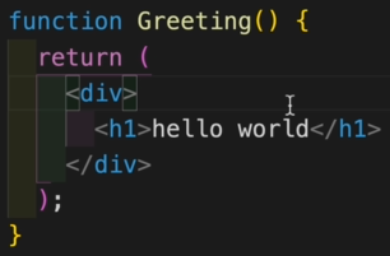 function Greeting() {
  return (
    <div>
      <h1>hello world</h1>
    </div>
  );
}